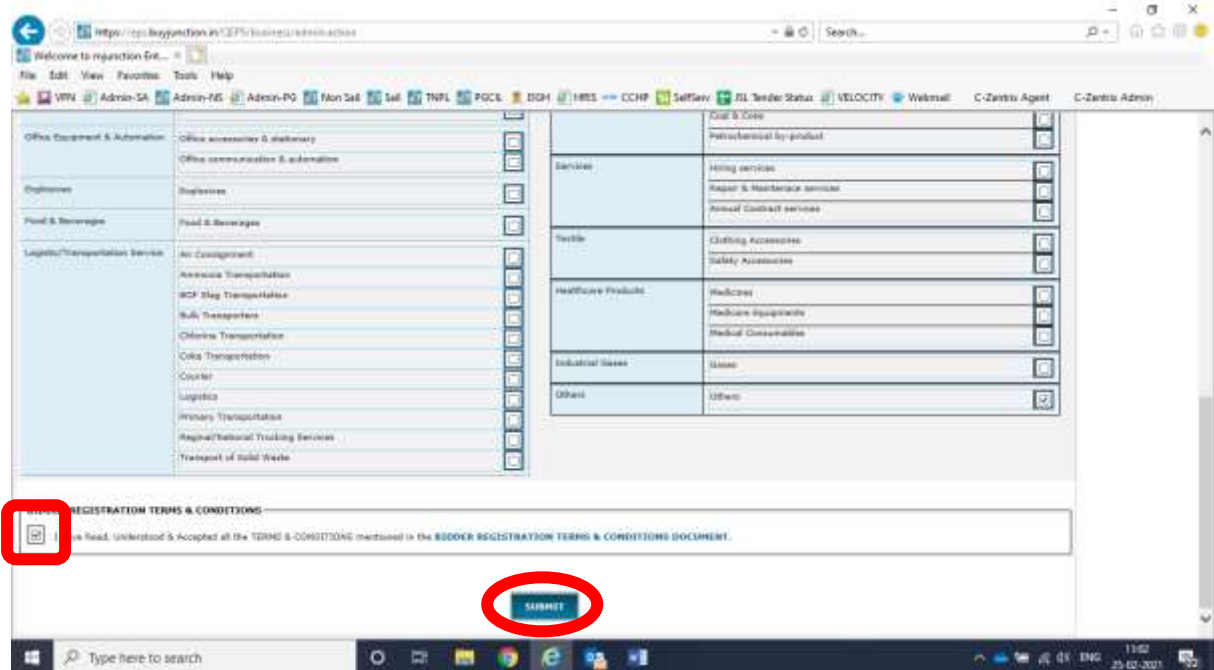 https://eps.buyjunction.in/CEPS/business/admin.action
Search...
Welcome to mjunction Ent...
File Edit View Favorites Tools Help
VPN Admin-SA Admin-NS Admin-PG Non Sail Sail TNPL PGCIL DGM HRIS CCHP SelfServ JSL Tender Status VELOCITY Webmail C-Zentrix Agent C-Zentrix Admin
Office Equipment & Automation
Office accessories & stationary
Office communication & automation
Explosives
Explosives
Food & Beverages
Food & Beverages
Logistic/Transportation Service
Air Consignment
Ammonia Transportation
BCF Slag Transportation
Bulk Transporters
Chlorine Transportation
Coke Transportation
Courier
Logistics
Primary Transportation
Reginal/National Trucking Services
Transport of Solid Waste
Coal & Coke
Petrochemical by-product
Services
Hiring services
Repair & Maintenace services
Annual Contract services
Textile
Clothing Accessories
Safety Accessories
Healthcare Products
Medicines
Medicare Equipments
Medical Consumables
Industrial Gases
Gases
Others
Others
REGISTRATION TERMS & CONDITIONS
Read, Understood & Accepted all the TERMS & CONDITIONS mentioned in the BIDDER REGISTRATION TERMS & CONDITIONS DOCUMENT.
SUBMIT
Type here to search
ENG
11:02
25-02-2021